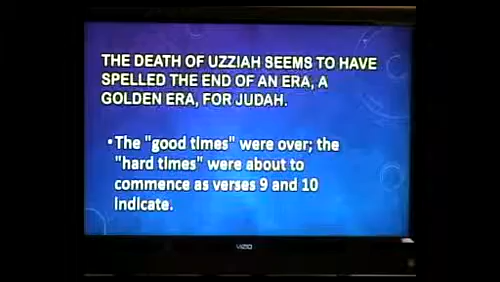 THE DEATH OF UZZIAH SEEMS TO HAVE
SPELLED THE END OF AN ERA, A
GOLDEN ERA, FOR JUDAH.
•The "good times" were over; the
"hard times" were about to
commence as verses 9 and 10
indicate.
VIZIO